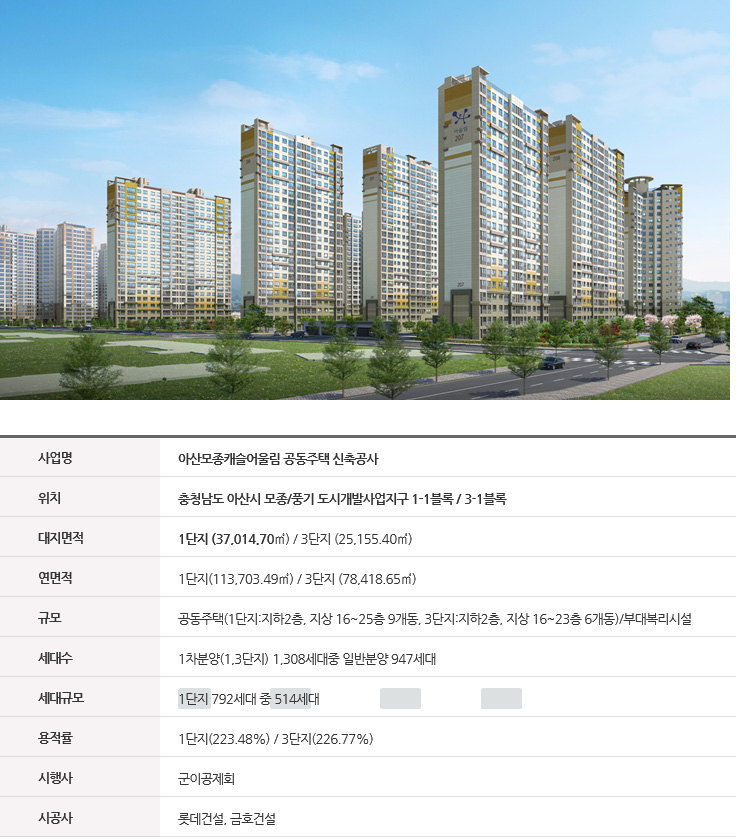 어울림
207
207
사업명
아산모종캐슬어울림 공동주택 신축공사
위치
충청남도 아산시 모종/풍기 도시개발사업지구 1-1블록 / 3-1블록
대지면적
1단지 (37,014.70㎡) / 3단지 (25,155.40㎡)
연면적
1단지(113,703.49㎡) / 3단지 (78,418.65㎡)
규모
공동주택(1단지:지하2층, 지상 16~25층 9개동, 3단지:지하2층, 지상 16~23층 6개동)/부대복리시설
세대수
1차분양(1,3단지) 1,308세대중 일반분양 947세대
세대규모
1단지 792세대 중 514세대
용적률
1단지(223.48%) / 3단지(226.77%)
시행사
군이공제회
시공사
롯데건설, 금호건설